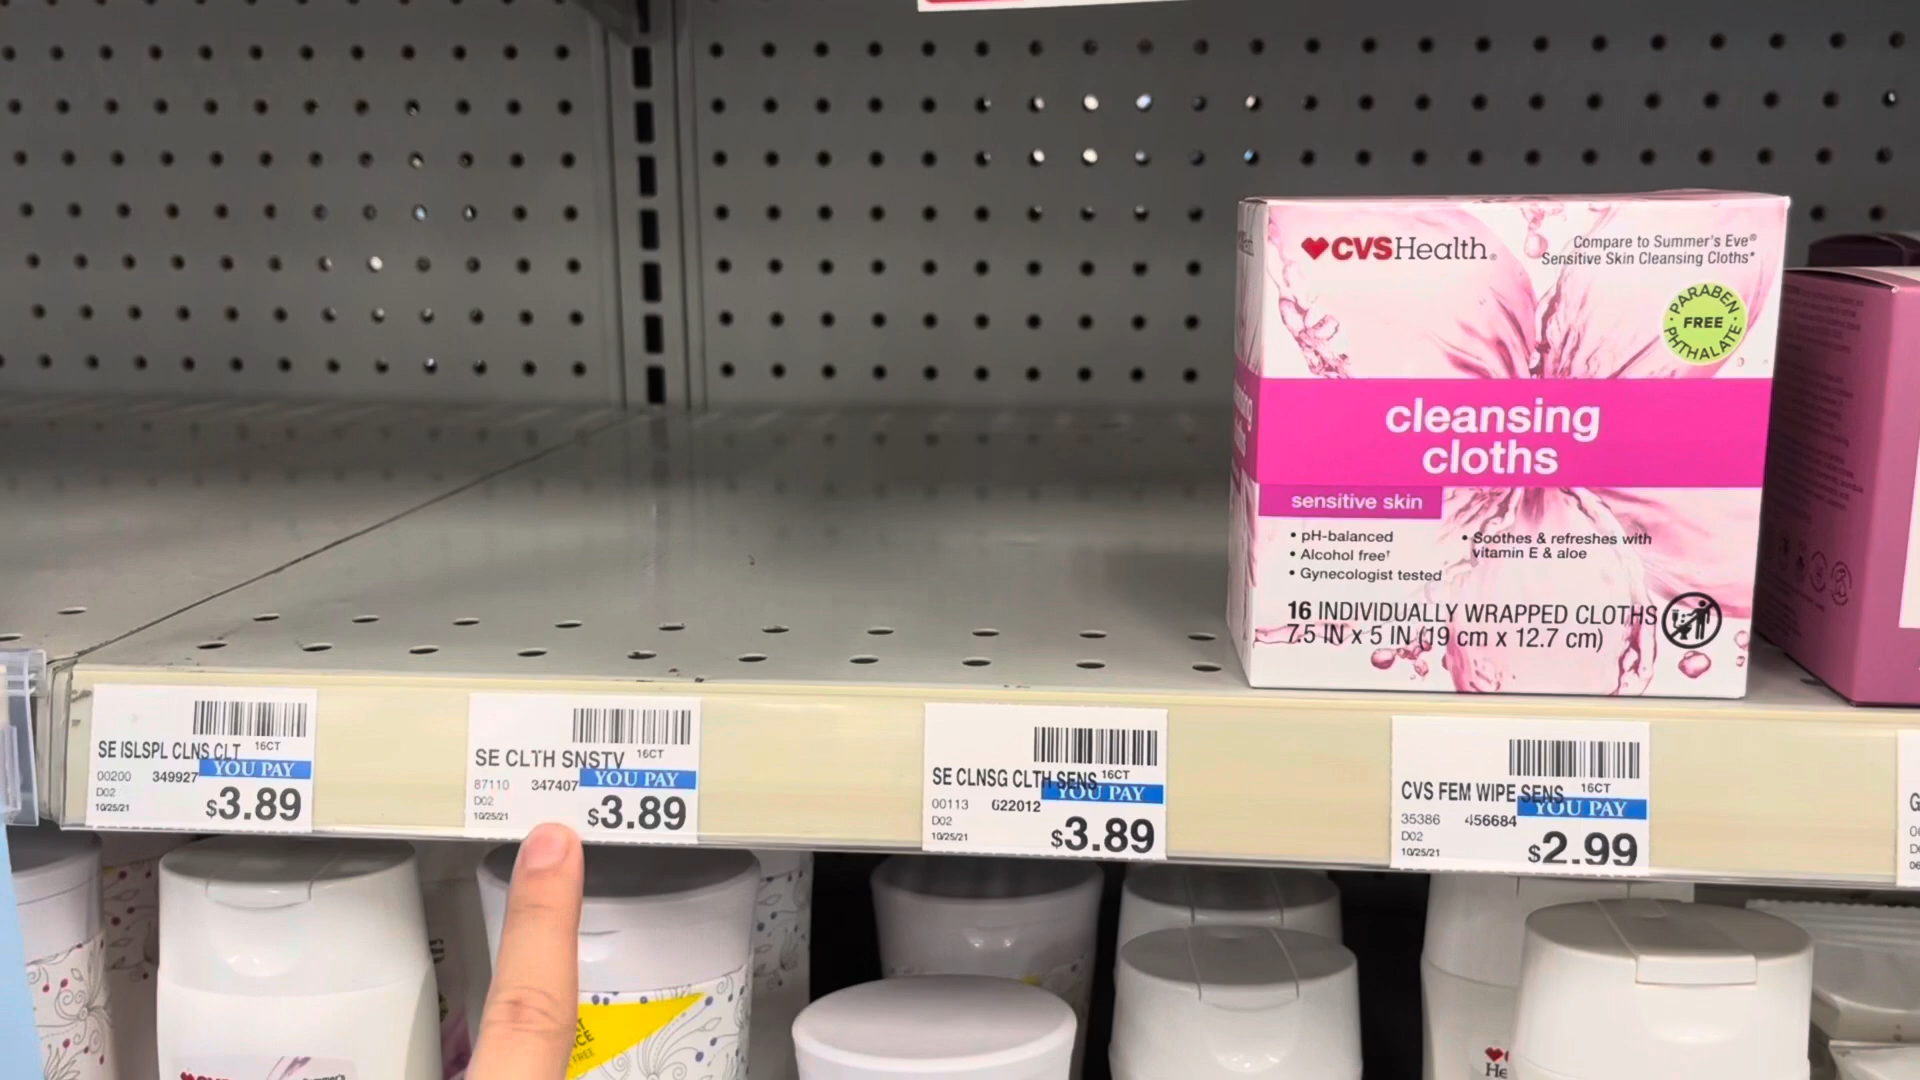 CVSHealth®
Compare to Summer's Eve®
Sensitive Skin Cleansing Cloths*
PARABEN
FREE
PHTHALATE
cleansing
cloths
sensitive skin
• pH-balanced
• Alcohol free†
• Gynecologist tested
• Soothes & refreshes with
vitamin E & aloe
16 INDIVIDUALLY WRAPPED CLOTHS
7.5 IN x 5 IN (19 cm x 12.7 cm)
SE ISLSPL CLNS CLT 16CT
00200 349927 YOU PAY
D02
10/25/21 $3.89
SE CLTH SNSTV 16CT
87110 347407 YOU PAY
D02
10/25/21 $3.89
SE CLNSG CLTH SENS 16CT
00113 622012 YOU PAY
D02
10/25/21 $3.89
CVS FEM WIPE SENS 16CT
35386 456684 YOU PAY
D02
10/25/21 $2.99
FREE